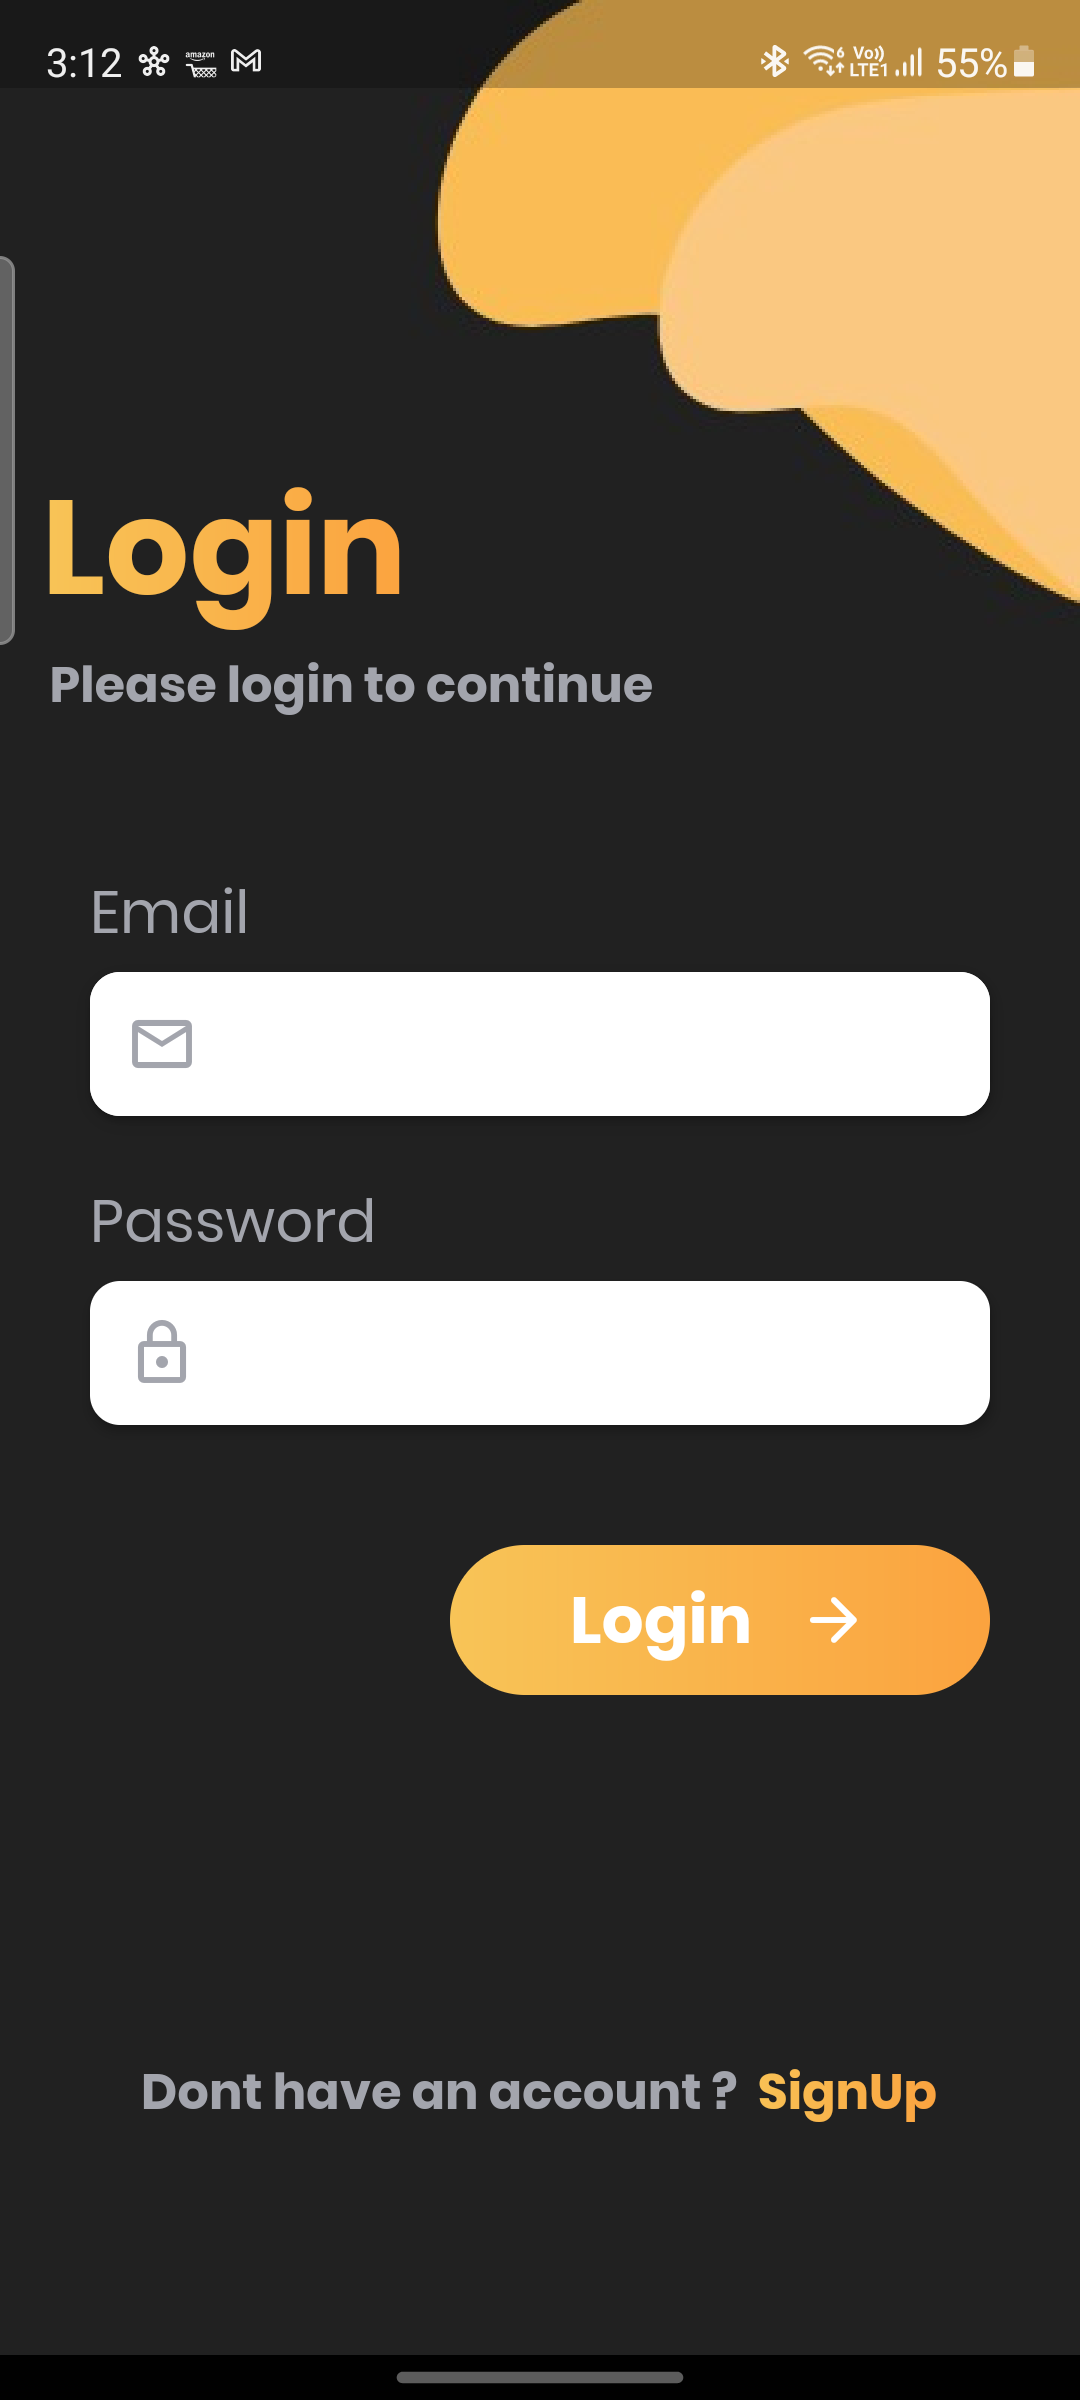 3:12 amazon 6 Vo)) LTE1 55%
Login
Please login to continue
Email
Password
Login
Dont have an account ? SignUp